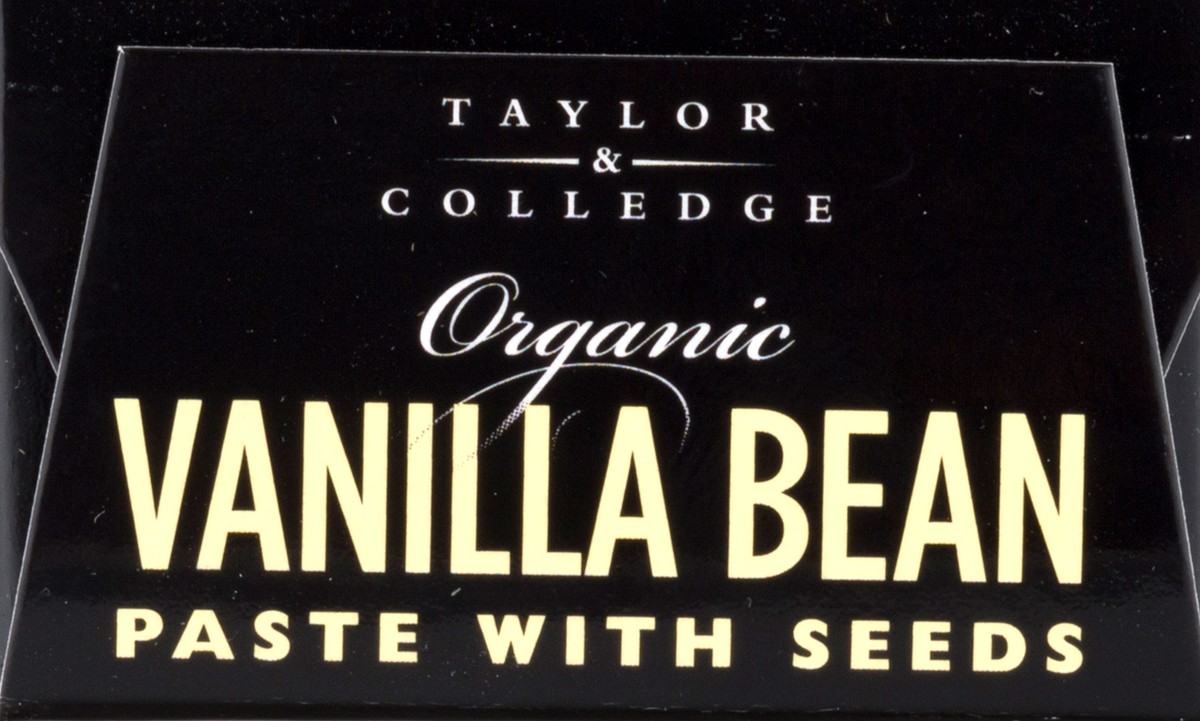 TAYLOR
&
COLLEDGE
Organic
VANILLA BEAN
PASTE WITH SEEDS